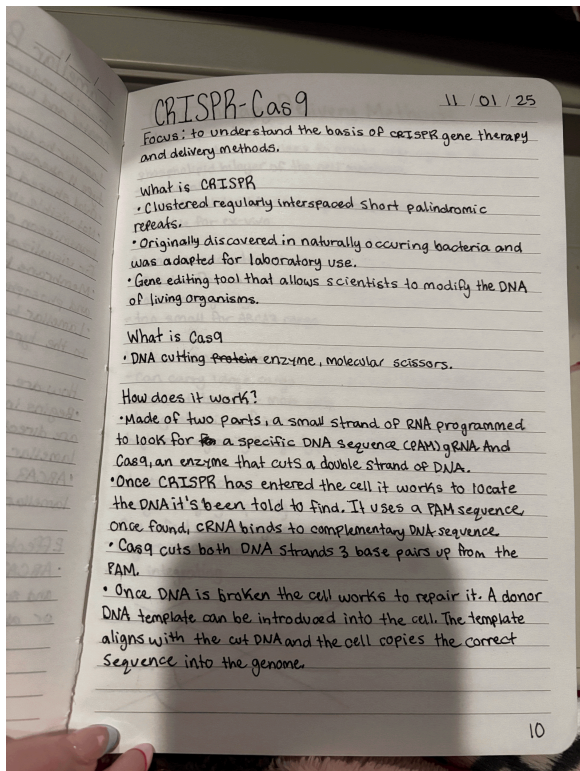 CRISPR-Cas9
11 / 01 / 25
Focus: to understand the basis of CRISPR gene therapy
and delivery methods.
What is CRISPR
• Clustered regularly interspaced short palindromic
repeats.
• Originally discovered in naturally occuring bacteria and
was adapted for laboratory use.
• Gene editing tool that allows scientists to modify the DNA
of living organisms.
What is Cas9
• DNA cutting protein enzyme, molecular scissors.
How does it work?
• Made of two parts, a small strand of RNA programmed
to look for a specific DNA sequence (PAM) gRNA. And
Cas9, an enzyme that cuts a double strand of DNA.
• Once CRISPR has entered the cell it works to locate
the DNA it's been told to find. It uses a PAM sequence,
once found, crRNA binds to complementary DNA sequence
• Cas9 cuts both DNA strands 3 base pairs up from the
PAM.
• Once DNA is broken the cell works to repair it. A donor
DNA template can be introduced into the cell. The template
aligns with the cut DNA and the cell copies the correct
sequence into the genome.
10